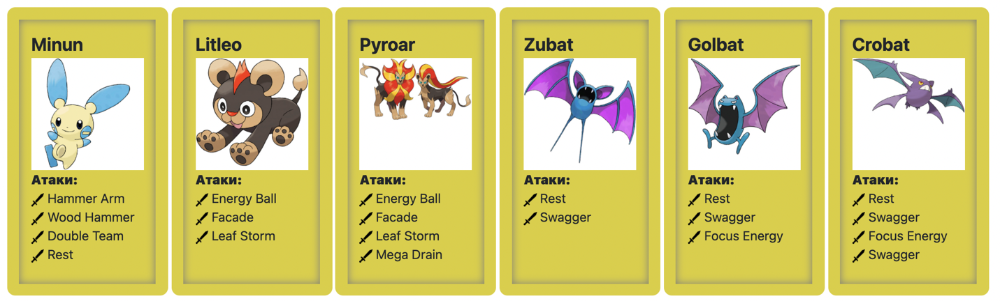 Minun
Атаки:
Hammer Arm
Wood Hammer
Double Team
Rest
Litleo
Атаки:
Energy Ball
Facade
Leaf Storm
Pyroar
Атаки:
Energy Ball
Facade
Leaf Storm
Mega Drain
Zubat
Атаки:
Rest
Swagger
Golbat
Атаки:
Rest
Swagger
Focus Energy
Crobat
Атаки:
Rest
Swagger
Focus Energy
Swagger